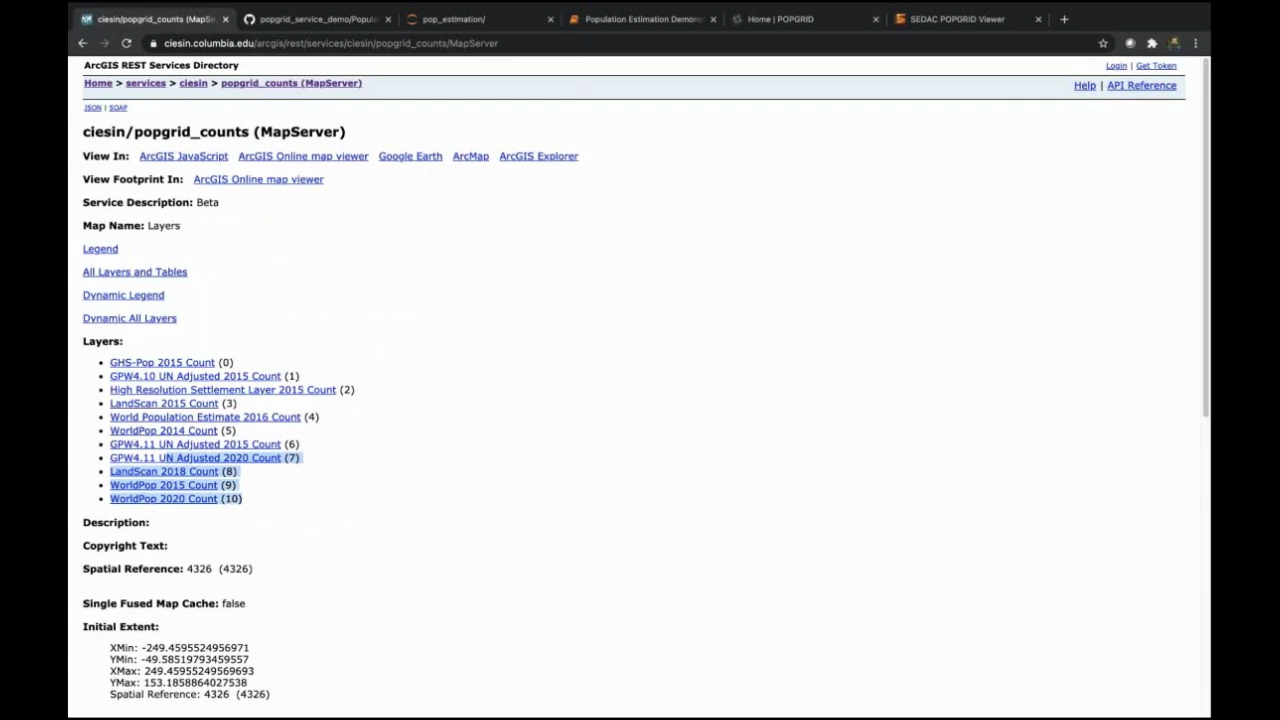 ciesin/popgrid_counts (MapSe
popgrid_service_demo/Popula
pop_estimation/
Population Estimation Demons
Home | POPGRID
SEDAC POPGRID Viewer
ciesin.columbia.edu/arcgis/rest/services/ciesin/popgrid_counts/MapServer
ArcGIS REST Services Directory
Login | Get Token
Home > services > ciesin > popgrid_counts (MapServer)
Help | API Reference
JSON | SOAP
ciesin/popgrid_counts (MapServer)
View In: ArcGIS JavaScript ArcGIS Online map viewer Google Earth ArcMap ArcGIS Explorer
View Footprint In: ArcGIS Online map viewer
Service Description: Beta
Map Name: Layers
Legend
All Layers and Tables
Dynamic Legend
Dynamic All Layers
Layers:
• GHS-Pop 2015 Count (0)
• GPW4.10 UN Adjusted 2015 Count (1)
• High Resolution Settlement Layer 2015 Count (2)
• LandScan 2015 Count (3)
• World Population Estimate 2016 Count (4)
• WorldPop 2014 Count (5)
• GPW4.11 UN Adjusted 2015 Count (6)
• GPW4.11 UN Adjusted 2020 Count (7)
• LandScan 2018 Count (8)
• WorldPop 2015 Count (9)
• WorldPop 2020 Count (10)
Description:
Copyright Text:
Spatial Reference: 4326 (4326)
Single Fused Map Cache: false
Initial Extent:
XMin: -249.4595524956971
YMin: -49.58519793459557
XMax: 249.45955249569693
YMax: 153.1858864027538
Spatial Reference: 4326 (4326)